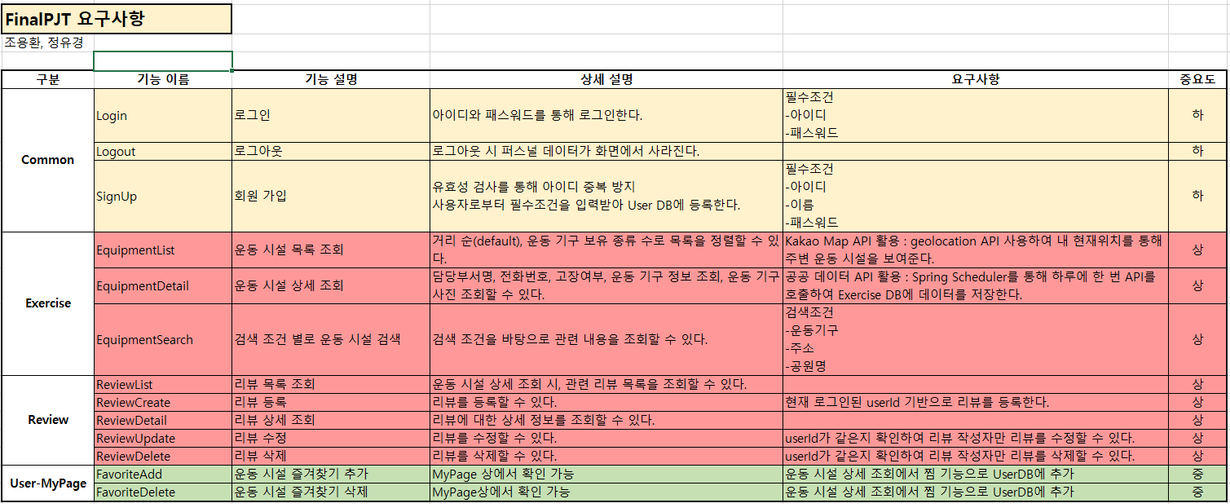 FinalPJT 요구사항
조용환, 정유경
구분 기능 이름 기능 설명 상세 설명 요구사항 중요도
Common
Login 로그인 아이디와 패스워드를 통해 로그인한다.
필수조건
-아이디
-패스워드
하
Logout 로그아웃 로그아웃 시 퍼스널 데이터가 화면에서 사라진다. 하
SignUp 회원 가입
유효성 검사를 통해 아이디 중복 방지
사용자로부터 필수조건을 입력받아 User DB에 등록한다.
필수조건
-아이디
-이름
-패스워드
하
Exercise
EquipmentList 운동 시설 목록 조회
거리 순(default), 운동 기구 보유 종류 수로 목록을 정렬할 수 있
다.
Kakao Map API 활용 : geolocation API 사용하여 내 현재위치를 통해
주변 운동 시설을 보여준다.
상
EquipmentDetail 운동 시설 상세 조회
담당부서명, 전화번호, 고장여부, 운동 기구 정보 조회, 운동 기구
사진 조회할 수 있다.
공공 데이터 API 활용 : Spring Scheduler를 통해 하루에 한 번 API를
호출하여 Exercise DB에 데이터를 저장한다.
상
EquipmentSearch 검색 조건 별로 운동 시설 검색 검색 조건을 바탕으로 관련 내용을 조회할 수 있다.
검색조건
-운동기구
-주소
-공원명
상
Review
ReviewList 리뷰 목록 조회 운동 시설 상세 조회 시, 관련 리뷰 목록을 조회할 수 있다. 상
ReviewCreate 리뷰 등록 리뷰를 등록할 수 있다. 현재 로그인된 userId 기반으로 리뷰를 등록한다. 상
ReviewDetail 리뷰 상세 조회 리뷰에 대한 상세 정보를 조회할 수 있다. 상
ReviewUpdate 리뷰 수정 리뷰를 수정할 수 있다. userId가 같은지 확인하여 리뷰 작성자만 리뷰를 수정할 수 있다. 상
ReviewDelete 리뷰 삭제 리뷰를 삭제할 수 있다. userId가 같은지 확인하여 리뷰 작성자만 리뷰를 삭제할 수 있다. 상
User-MyPage
FavoriteAdd 운동 시설 즐겨찾기 추가 MyPage 상에서 확인 가능 운동 시설 상세 조회에서 찜 기능으로 UserDB에 추가 중
FavoriteDelete 운동 시설 즐겨찾기 삭제 MyPage상에서 확인 가능 운동 시설 상세 조회에서 찜 기능으로 UserDB에 추가 중